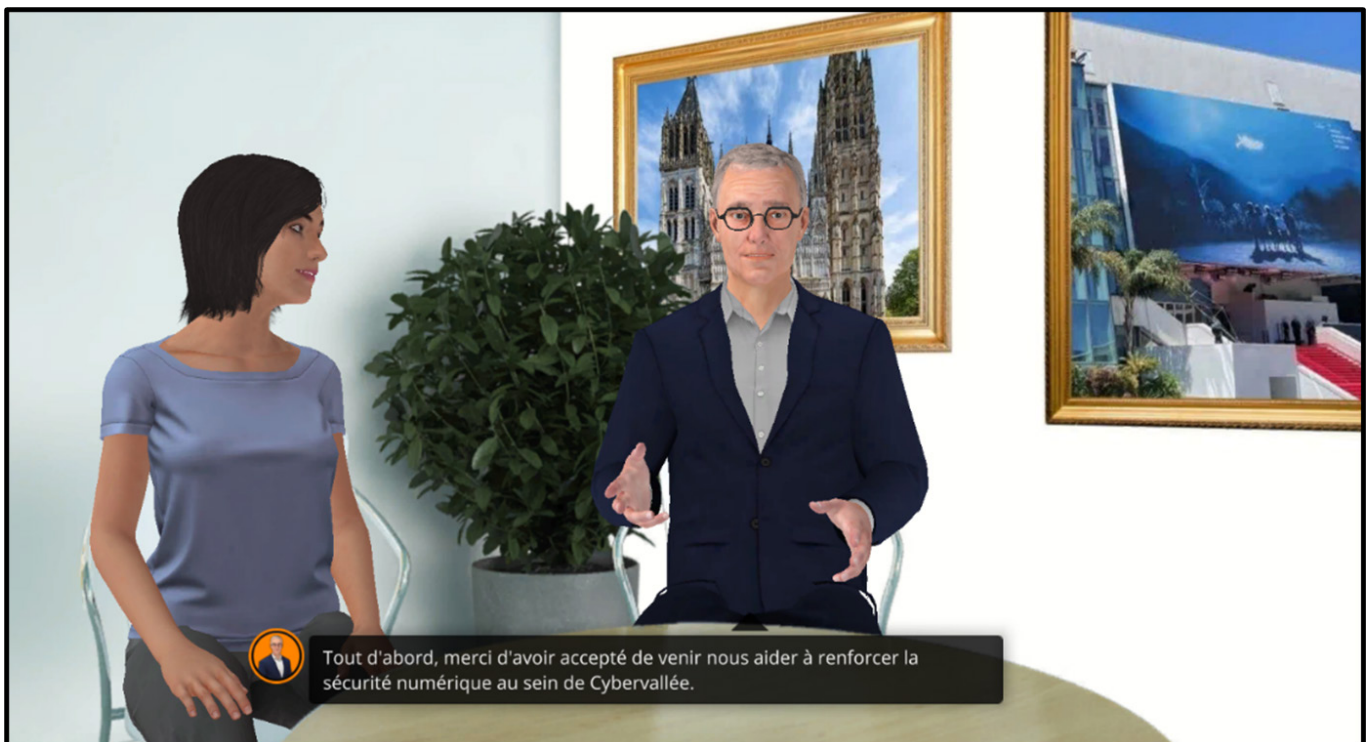 Tout d'abord, merci d'avoir accepté de venir nous aider à renforcer la
sécurité numérique au sein de Cybervallée.